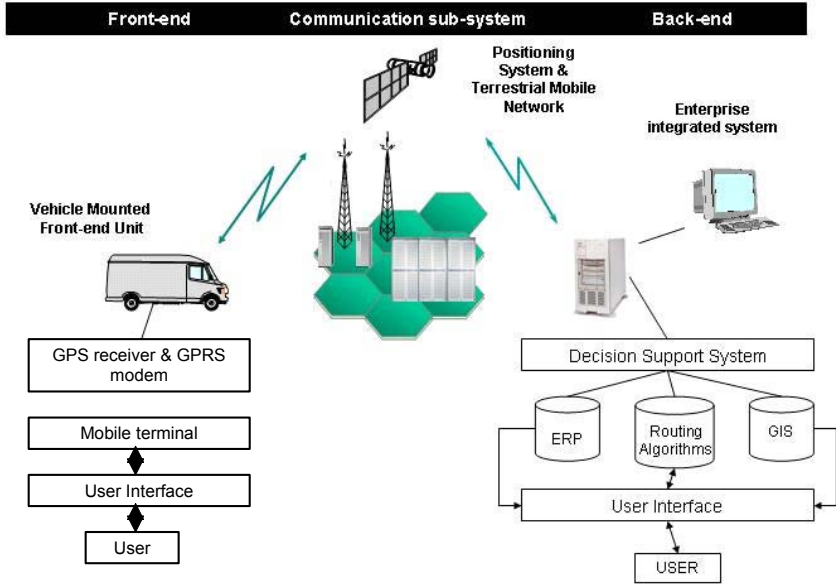 Front-end
Communication sub-system
Back-end
Positioning
System &
Terrestrial Mobile
Network
Enterprise
integrated system
Vehicle Mounted
Front-end Unit
GPS receiver & GPRS
modem
Mobile terminal
User Interface
User
Decision Support System
ERP
Routing
Algorithms
GIS
User Interface
USER